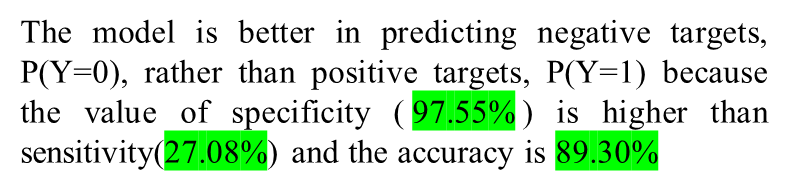 The model is better in predicting negative targets,
P(Y=0), rather than positive targets, P(Y=1) because
the value of specificity ( 97.55% ) is higher than
sensitivity(27.08%) and the accuracy is 89.30%